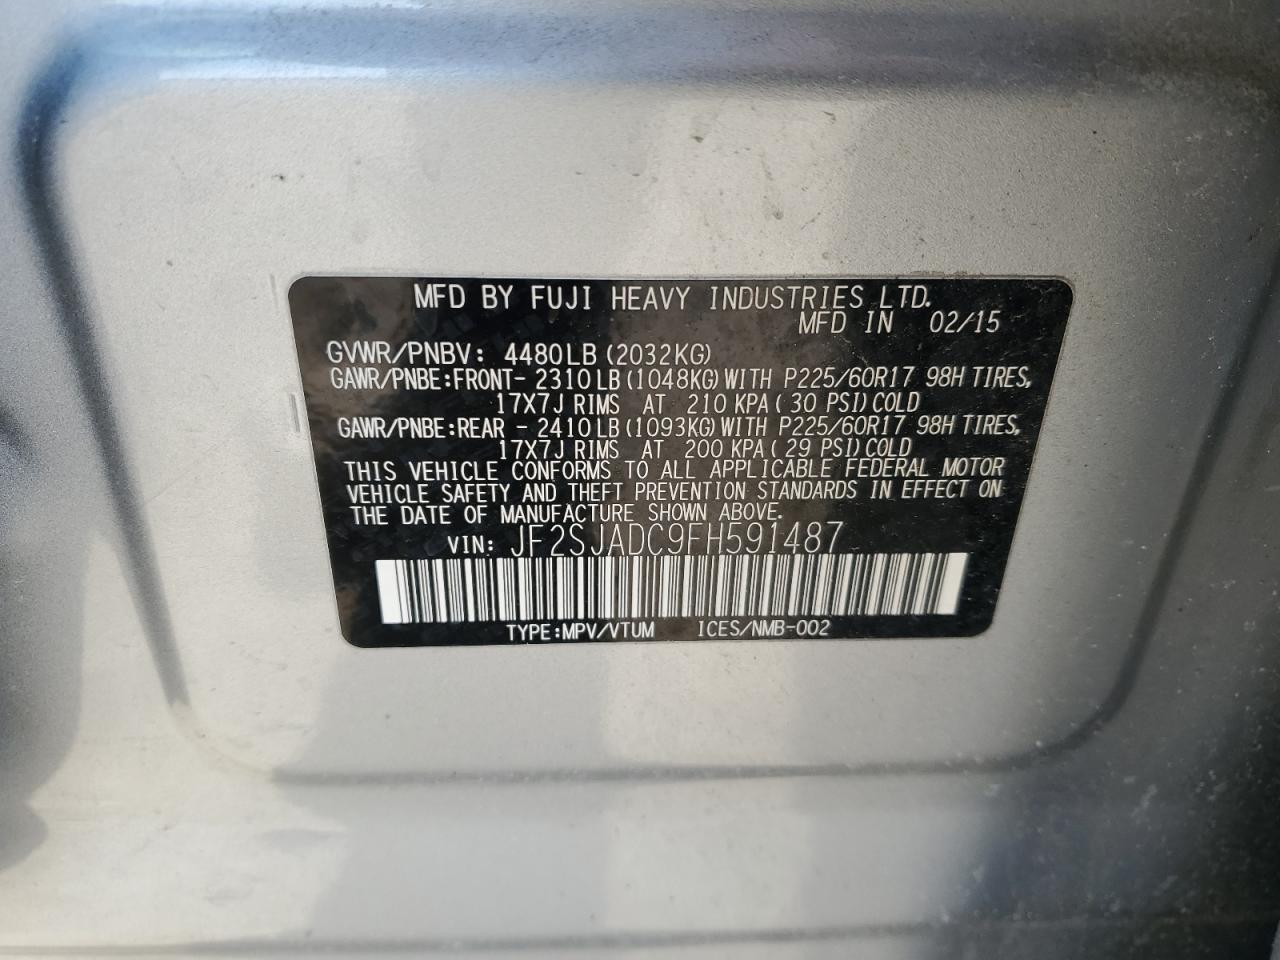 MFD BY FUJI HEAVY INDUSTRIES LTD.
MFD IN 02/15
GVWR/PNBV: 4480LB (2032KG)
GAWR/PNBE:FRONT- 2310 LB (1048KG) WITH P225/60R17 98H TIRES,
17X7J RIMS AT 210 KPA ( 30 PSI) COLD
GAWR/PNBE:REAR - 2410 LB (1093KG) WITH P225/60R17 98H TIRES,
17X7J RIMS AT 200 KPA ( 29 PSI) COLD
THIS VEHICLE CONFORMS TO ALL APPLICABLE FEDERAL MOTOR
VEHICLE SAFETY AND THEFT PREVENTION STANDARDS IN EFFECT ON
THE DATE OF MANUFACTURE SHOWN ABOVE.
VIN: JF2SJADC9FH591487
TYPE:MPV/VTUM ICES/NMB-002